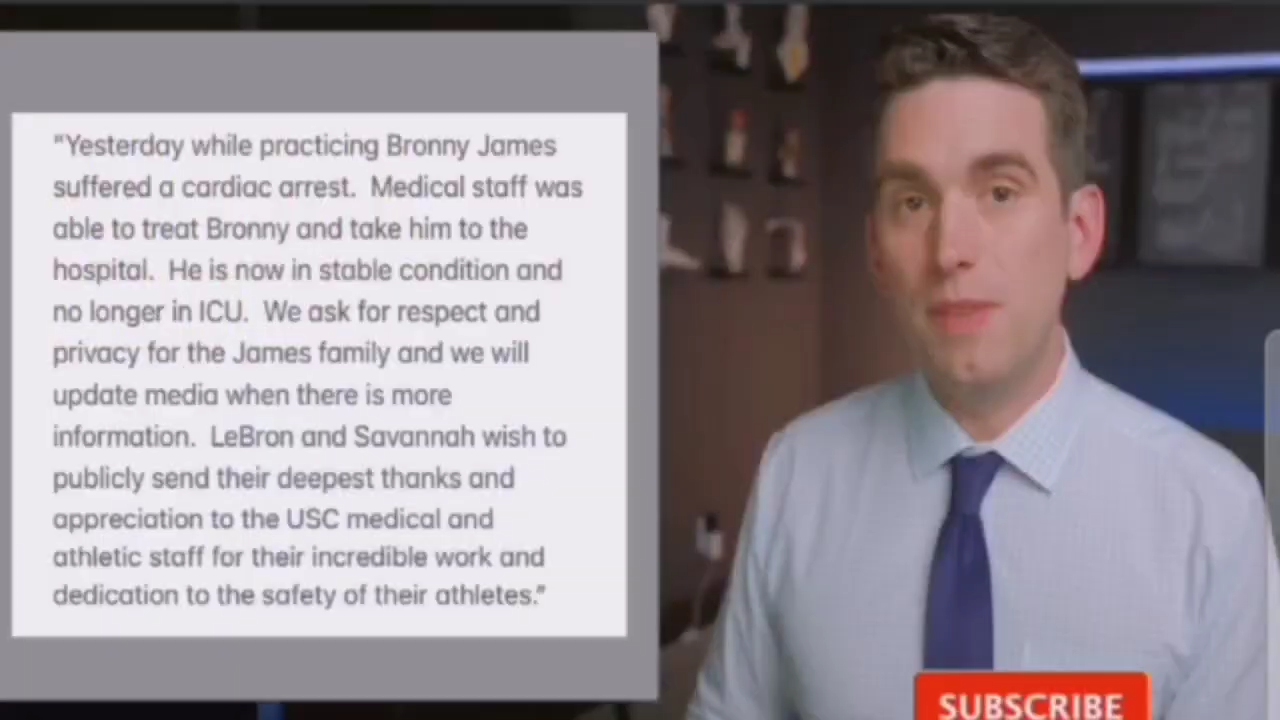 "Yesterday while practicing Bronny James
suffered a cardiac arrest. Medical staff was
able to treat Bronny and take him to the
hospital. He is now in stable condition and
no longer in ICU. We ask for respect and
privacy for the James family and we will
update media when there is more
information. LeBron and Savannah wish to
publicly send their deepest thanks and
appreciation to the USC medical and
athletic staff for their incredible work and
dedication to the safety of their athletes."
SUBSCRIBE